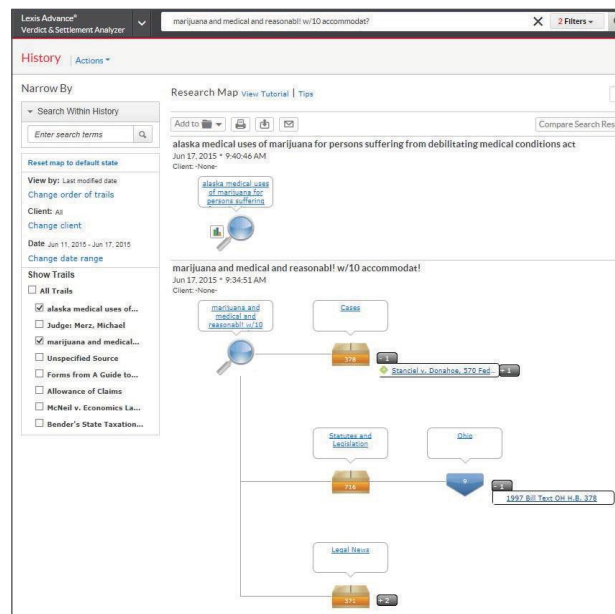 Lexis Advance®
Verdict & Settlement Analyzer
marijuana and medical and reasonabl! w/10 accommodat?
2 Filters
History | Actions
Narrow By
Search Within History
Enter search terms
Reset map to default state
View by: Last modified date
Change order of trails
Client: All
Change client
Date Jun 11, 2015 - Jun 17, 2015
Change date range
Show Trails
All Trails
alaska medical uses of...
Judge: Merz, Michael
marijuana and medical...
Unspecified Source
Forms from A Guide to...
Allowance of Claims
McNeil v. Economics La...
Bender's State Taxation...
Research Map View Tutorial | Tips
Add to
Compare Search Res
alaska medical uses of marijuana for persons suffering from debilitating medical conditions act
Jun 17, 2015 • 9:40:46 AM
Client: -None-
alaska medical uses
of marijuana for
persons suffering
marijuana and medical and reasonabl! w/10 accommodat!
Jun 17, 2015 • 9:34:51 AM
Client: -None-
marijuana and
medical and
reasonabl! w/10
Cases
378
- 1
Stanciel v. Donahoe, 570 Fed... + 1
Statutes and
Legislation
Ohio
716
9
- 1
1997 Bill Text OH H.B. 378
Legal News
371
+ 2